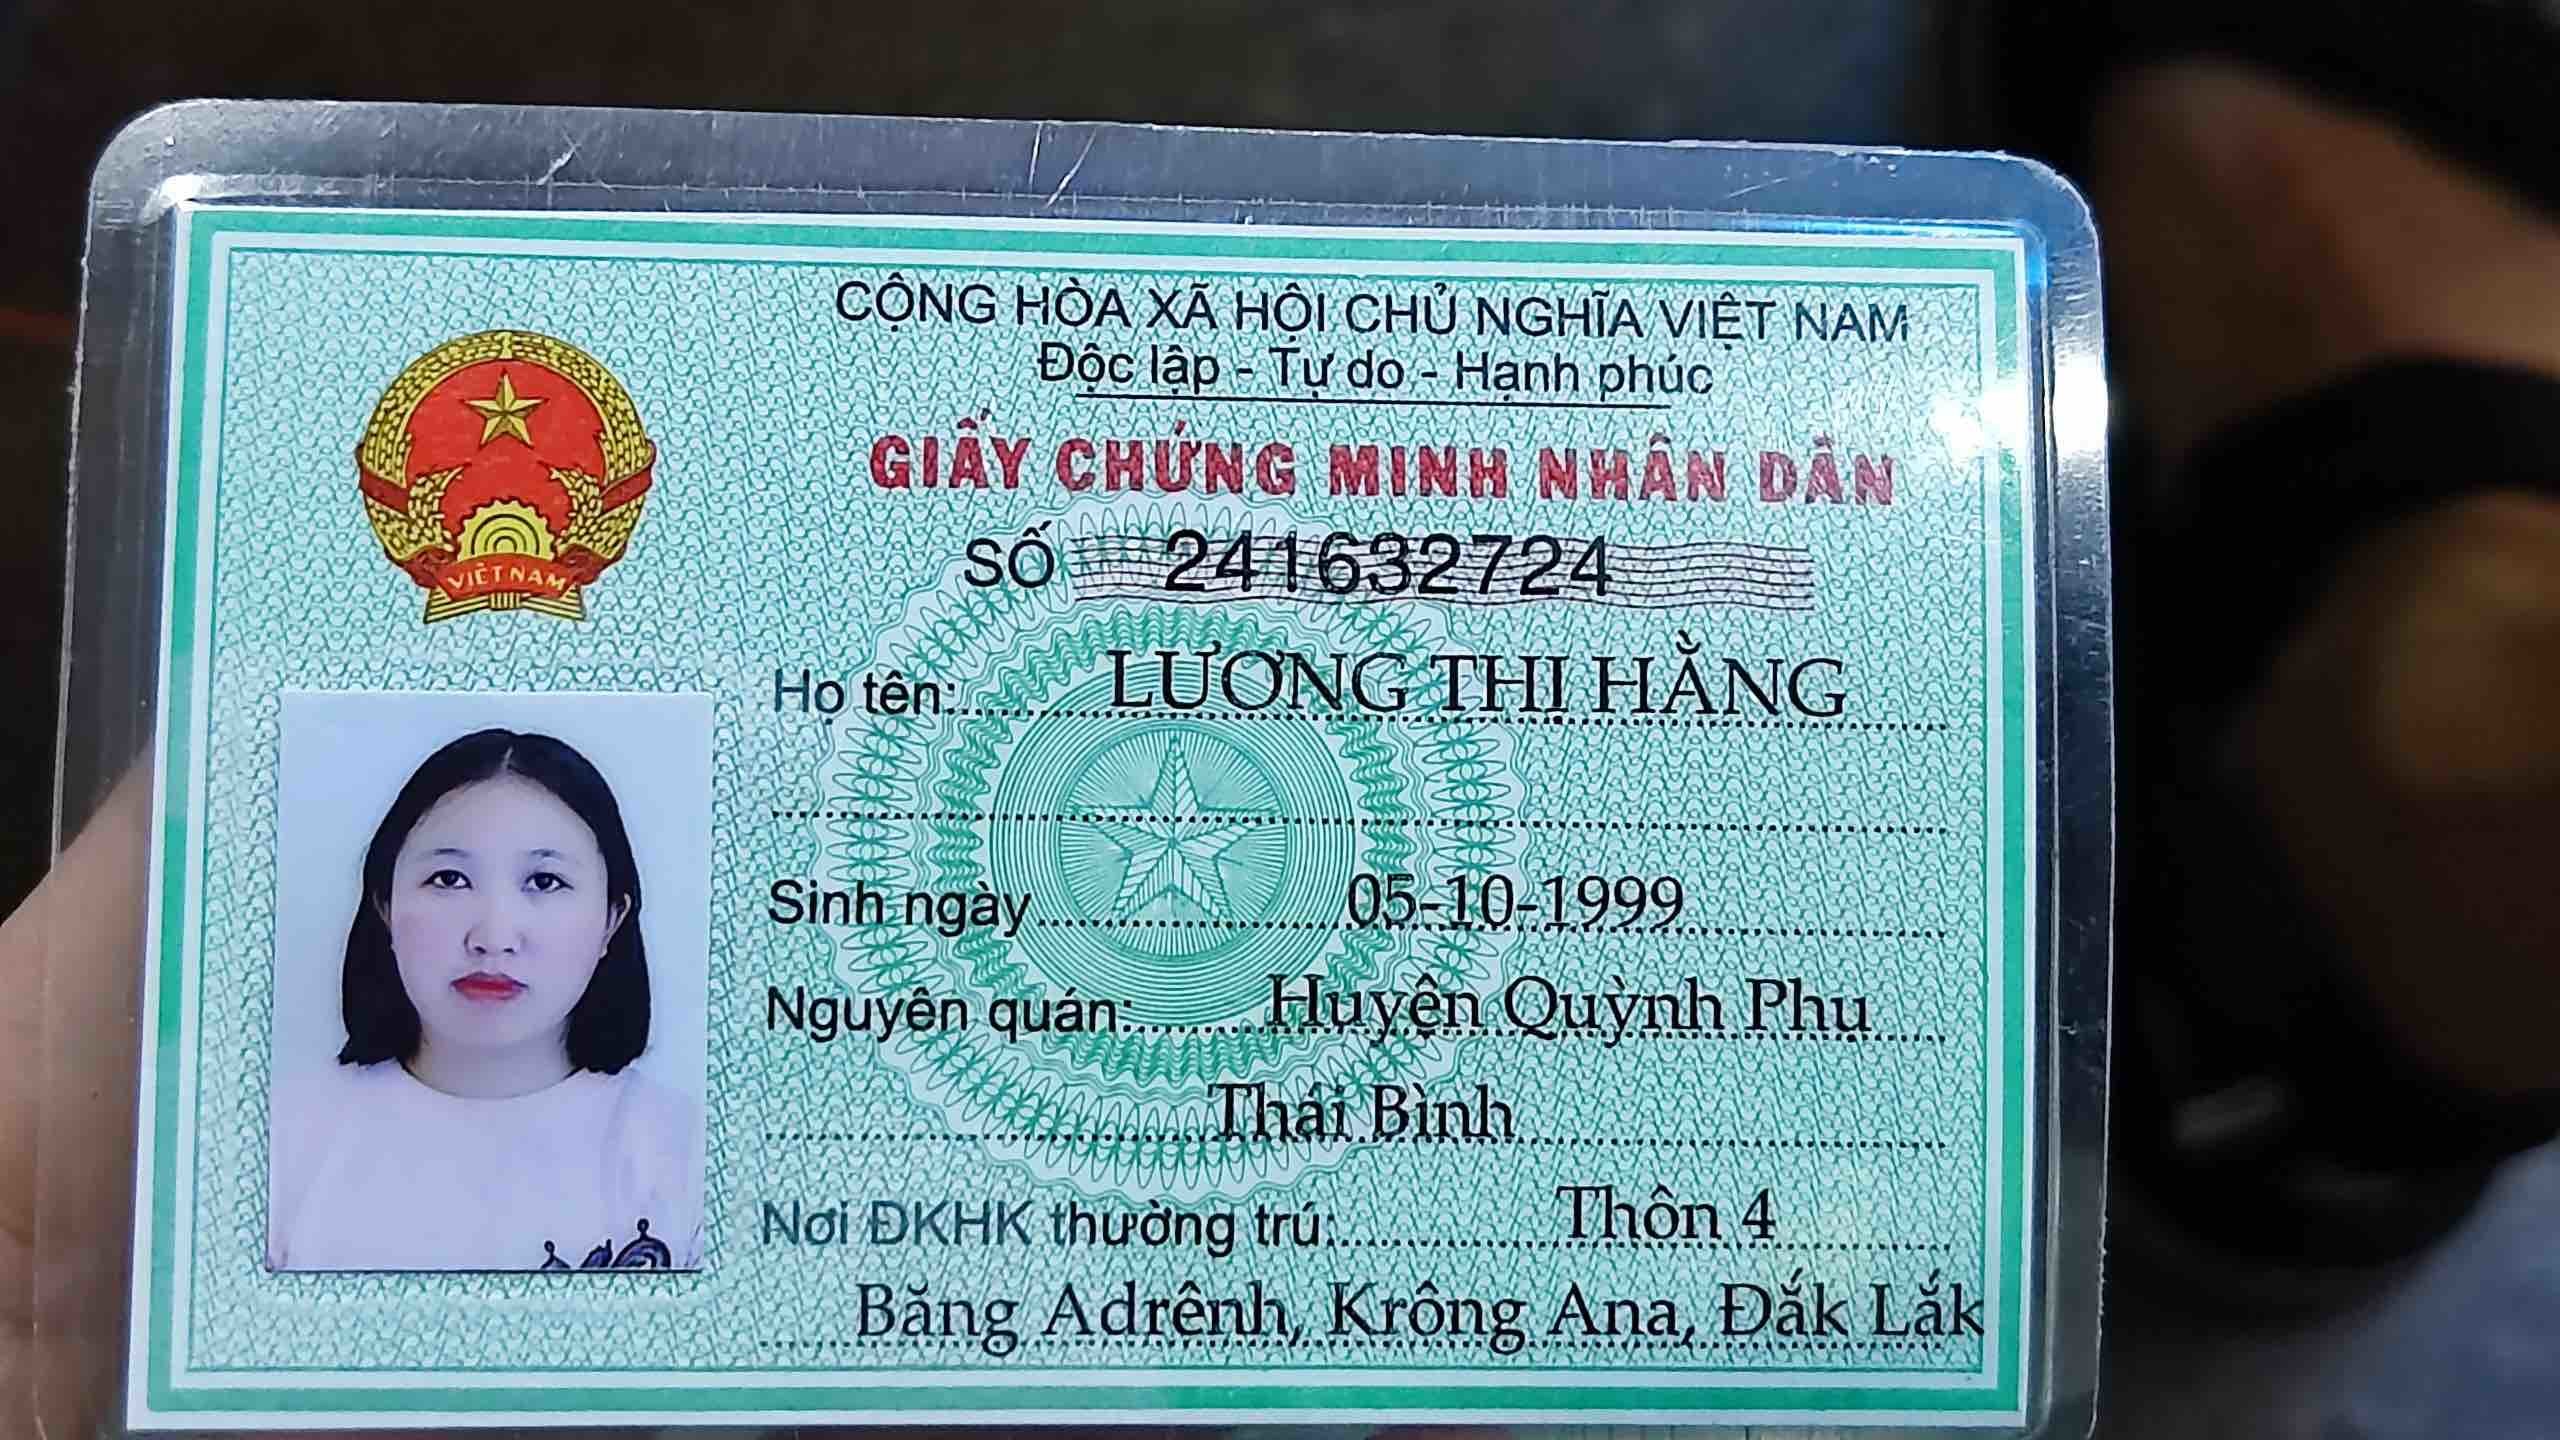 CỘNG HÒA XÃ HỘI CHỦ NGHĨA VIỆT NAM
Độc lập - Tự do - Hạnh phúc
GIẤY CHỨNG MINH NHÂN DÂN
SỐ 241632724
VIỆT NAM
Họ tên: LƯƠNG THỊ HẰNG
Sinh ngày 05-10-1999
Nguyên quán: Huyện Quỳnh Phụ
Thái Bình
Nơi ĐKHK thường trú: Thôn 4
Băng Adrênh, Krông Ana, Đắk Lắk